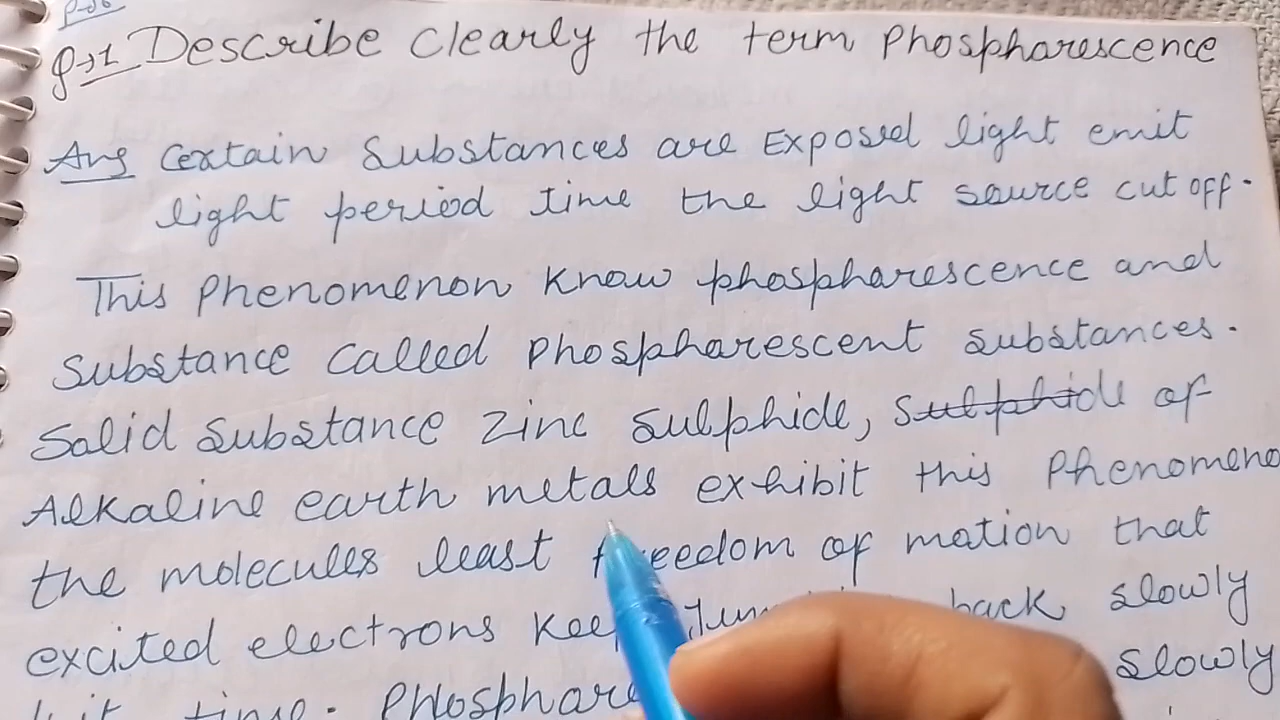 Q→1 Describe clearly the term Phospharescence
Ans Certain Substances are Exposed light emit
light period time the light source cut off.
This Phenomenon Know phospharescence and
Substance Called Phospharescent substances.
Solid Substance Zinc Sulphide, Sulphide of
Alkaline earth metals exhibit this Phenomeno
the molecules least freedom of motion that
excited electrons Keep back slowly
slowly
time. Phosphare